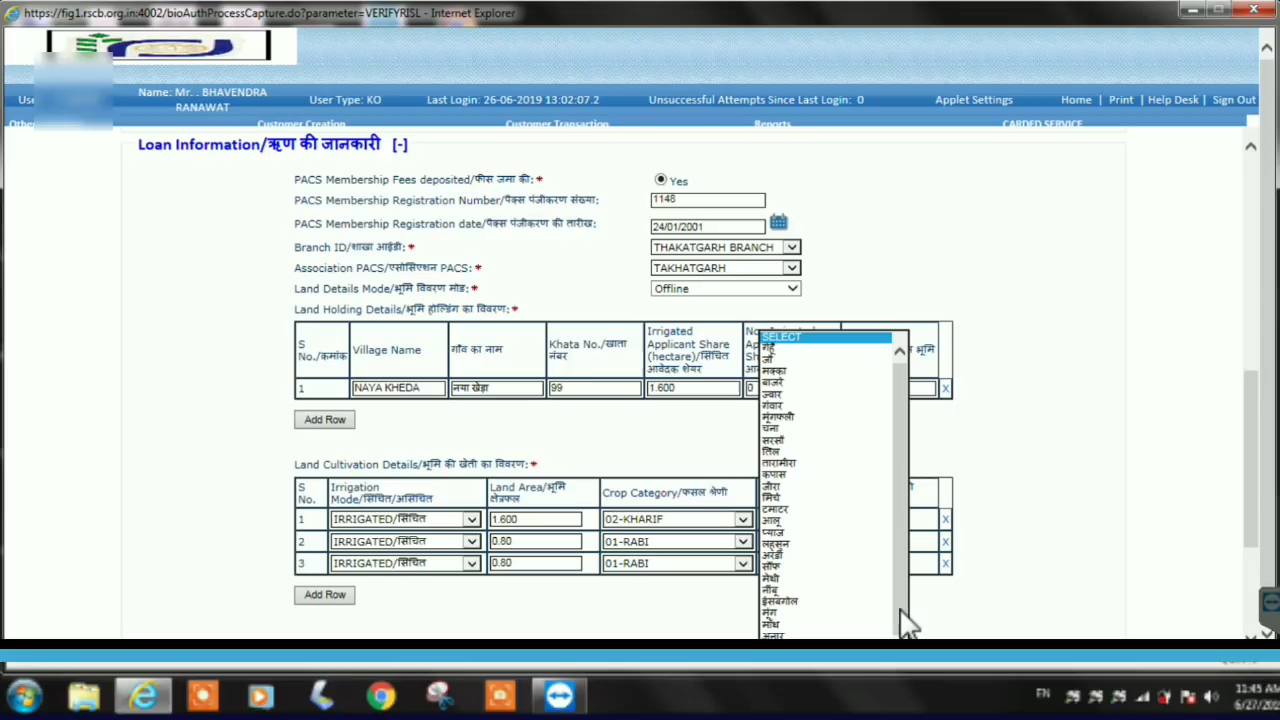 https://fig1.rscb.org.in:4002/bioAuthProcessCapture.do?parameter=VERIFYRISL - Internet Explorer
Name: Mr. . BHAVENDRA RANAWAT
User Type: KO
Last Login: 26-06-2019 13:02:07.2
Unsuccessful Attempts Since Last Login: 0
Applet Settings
Home | Print | Help Desk | Sign Out
Customer Creation
Customer Transaction
Reports
CARDED SERVICE
Loan Information/ऋण की जानकारी [-]
PACS Membership Fees deposited/फीस जमा की: * Yes
PACS Membership Registration Number/पैक्स पंजीकरण संख्या: 1148
PACS Membership Registration date/पैक्स पंजीकरण की तारीख: 24/01/2001
Branch ID/शाखा आईडी: * THAKATGARH BRANCH
Association PACS/एसोसिएशन PACS: * TAKHATGARH
Land Details Mode/भूमि विवरण मोड: * Offline
Land Holding Details/भूमि होल्डिंग का विवरण: *
S No./कमांक
Village Name
गाँव का नाम
Khata No./खाता नंबर
Irrigated Applicant Share (hectare)/सिंचित आवेदक शेयर
भूमि
1 NAYA KHEDA नया खेड़ा 99 1.600 0 X
Add Row
Land Cultivation Details/भूमि की खेती का विवरण: *
S No.
Irrigation Mode/सिंचित/असिंचित
Land Area/भूमि क्षेत्रफल
Crop Category/फसल श्रेणी
1 IRRIGATED/सिंचित 1.600 02-KHARIF X
2 IRRIGATED/सिंचित 0.80 01-RABI X
3 IRRIGATED/सिंचित 0.80 01-RABI X
Add Row
SELECT
गेहूँ
जौ
मक्का
बाजरे
ज्वार
गंवार
मूंगफली
चना
सरसों
तिल
तारामीरा
कपास
जीरा
मिर्च
टमाटर
आलू
प्याज
लहसन
अरंडी
सौंफ
मेथी
नींबू
ईसबगोल
मूंग
मोथ
अनार
EN
11:45 AM